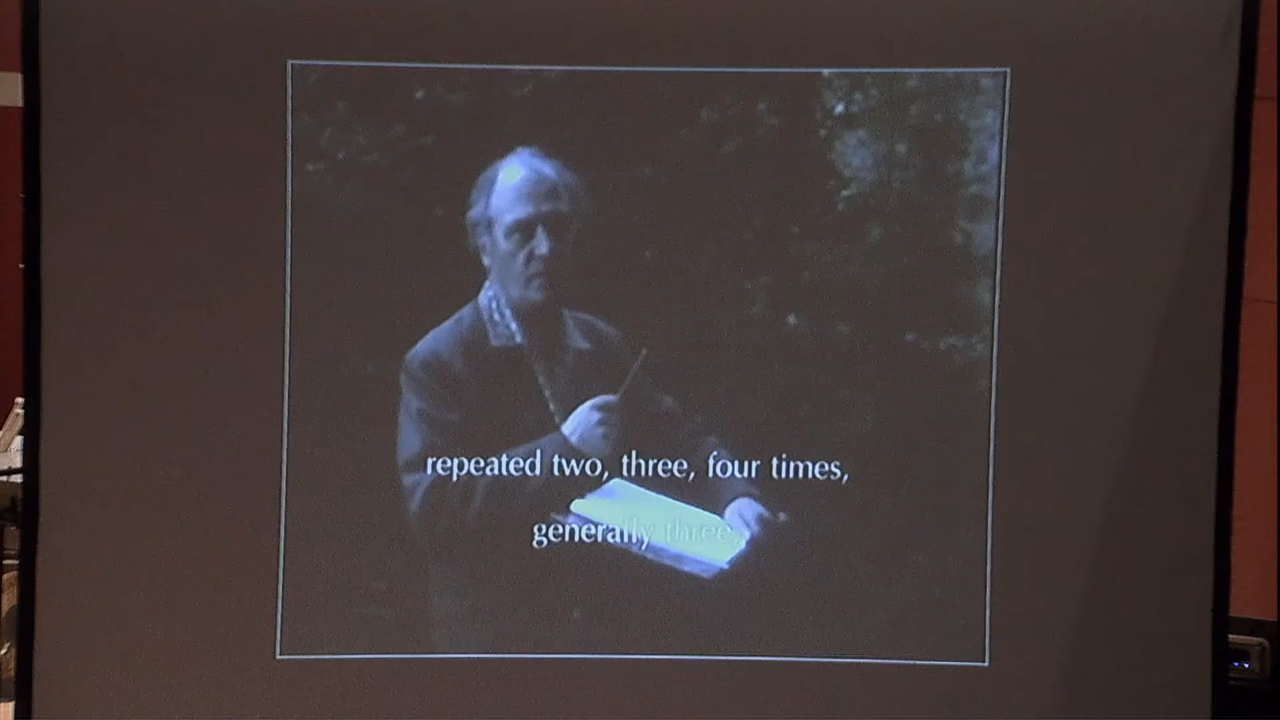 repeated two, three, four times,
generally three,